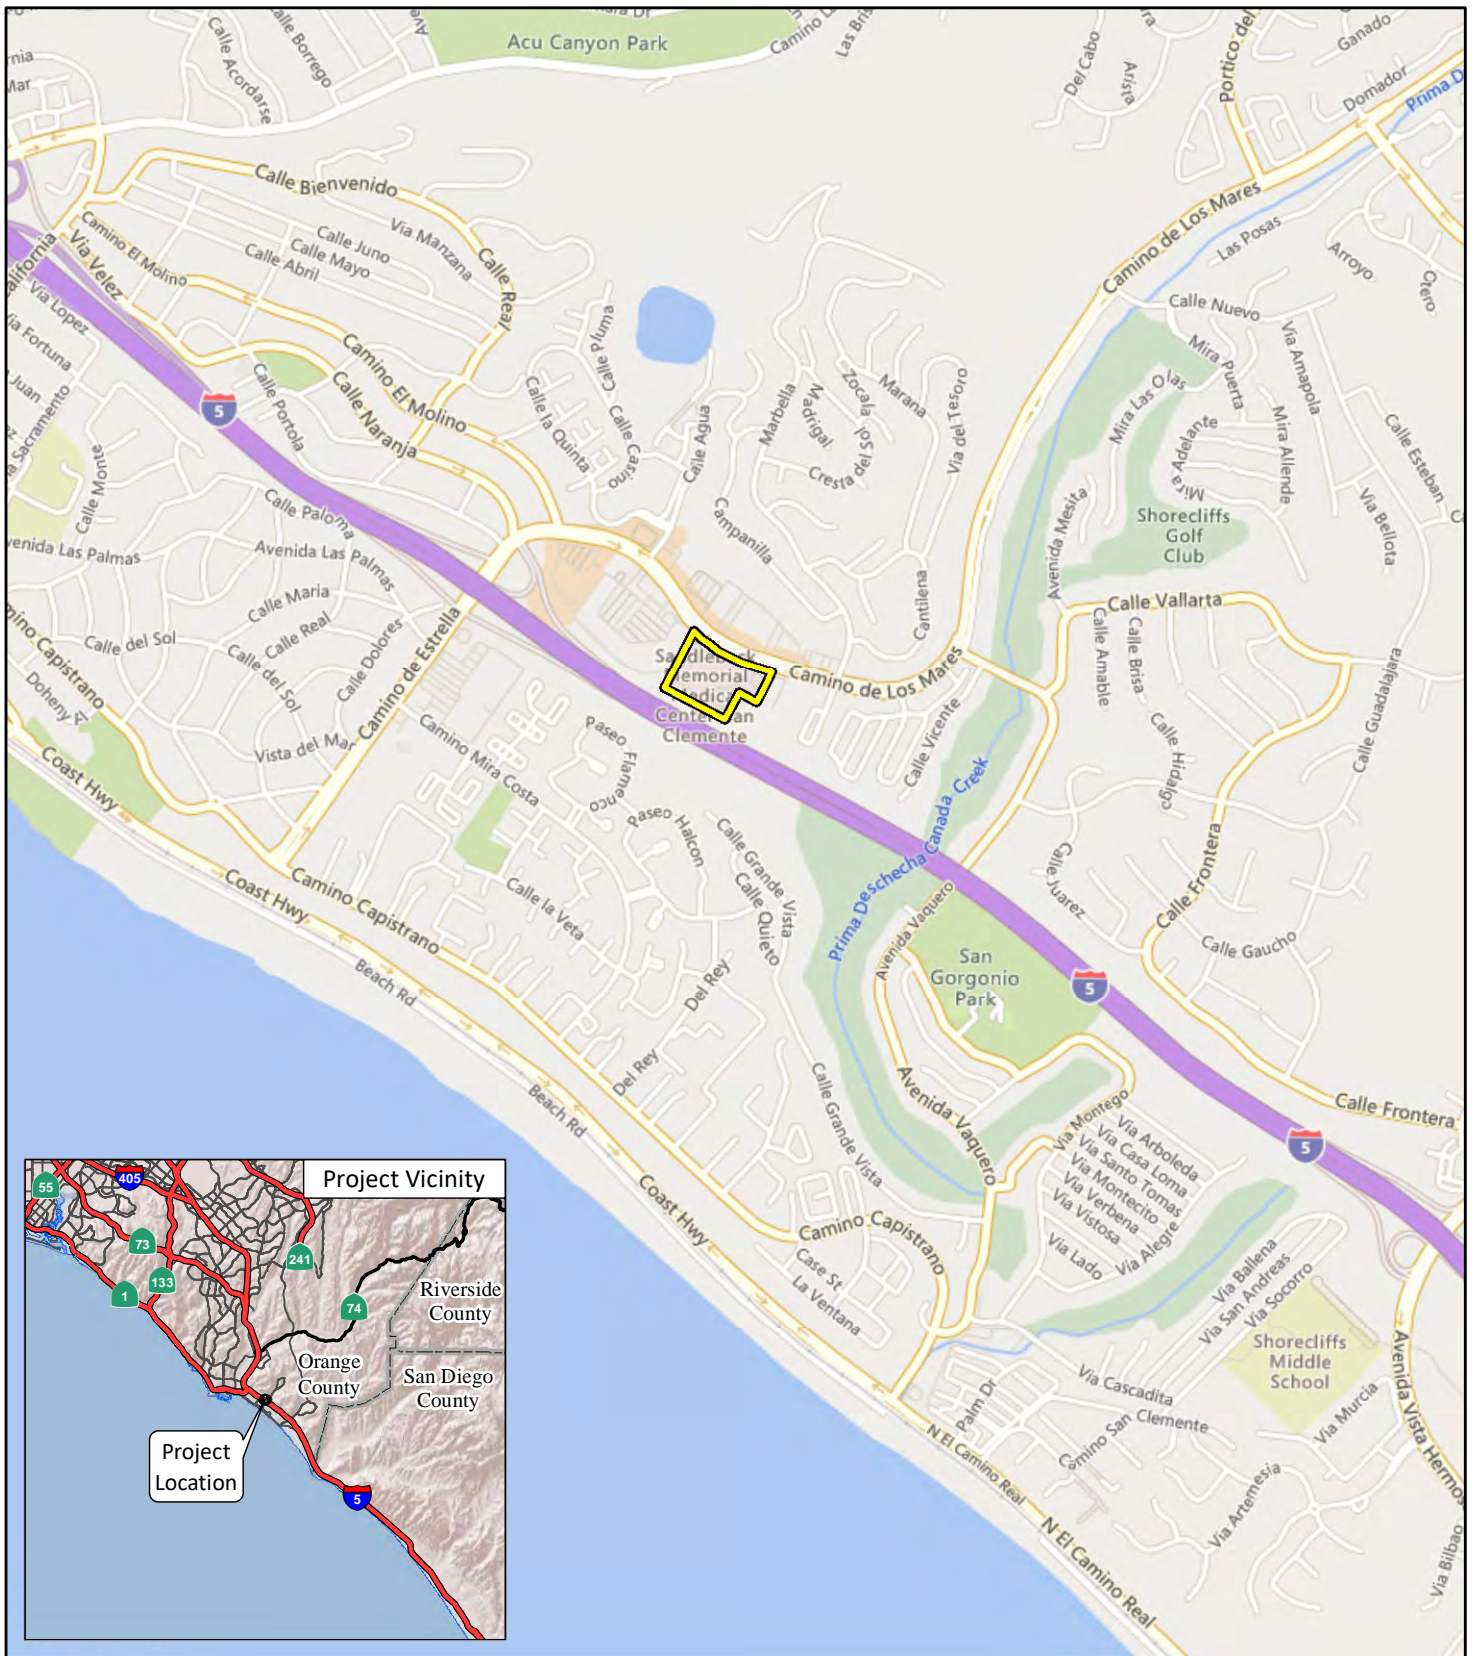 Acu Canyon Park
Camino L
Las Bris
Calle Borrego
Calle Acordarse
Del Cabo
Arista
Portico del
Ganado
Domador
Prima D
Calle Bienvenido
Via Manzana
Calle Real
Calle Juno
Calle Mayo
Calle Abril
Camino El Molino
Via Velez
alifornia
Via Lopez
ia Fortuna
Juan
a Sacramento
Camino de Los Mares
Las Posas
Arroyo
Otero
Calle Nuevo
Via Amapola
Mira Puerta
Mira Las Olas
Mira Adelante
Mira Allende
Calle Esteban
Via Bellota
Calle Pluma
Calle Casino
Calle la Quinta
Calle Agua
Camino El Molino
Calle Naranja
Calle Portola
5
Marbella
Madrigal
Zocala
Cresta del Sol
Marana
Via del Tesoro
Campanilla
Cantilena
Avenida Mesita
Shorecliffs
Golf
Club
Calle Monte
Calle Paloma
venida Las Palmas
Avenida Las Palmas
Calle Maria
Calle Real
Calle Dolores
Calle del Sol
Calle del Sol
mino Capistrano
Doheny
Vista del Mar
Camino de Estrella
Saddleback
Memorial
Medical
Center San
Clemente
Camino de Los Mares
Calle Vicente
Calle Vallarta
Calle Amable
Calle Brisa
Calle Hidalgo
Calle Guadalajara
Calle Frontera
Coast Hwy
Camino Mira Costa
Paseo Flamenco
Paseo Halcon
Calle Grande Vista
Calle Quieto
Prima Deschecha Canada Creek
Calle Juarez
Calle Gaucho
Camino Capistrano
Coast Hwy
Calle la Veta
Beach Rd
Del Rey
Del Rey
Avenida Vaquero
San
Gorgonio
Park
5
Beach Rd
Calle Grande Vista
Avenida Vaquero
Via Montego
Via Arboleda
Via Casa Loma
Via Santo Tomas
Via Montecito
Via Verbena
Via Vistosa
Via Alegre
Via Lado
Calle Frontera
5
Coast Hwy
Camino Capistrano
Case St
La Ventana
Via Ballena
Via San Andreas
Via Socorro
Shorecliffs
Middle
School
Palm Dr
Via Cascadita
Camino San Clemente
Via Murcia
Avenida Vista Hermos
Via Artemesia
Via Bilbao
N El Camino Real
N El Camino Real
Project Vicinity
55
405
73
133
241
1
74
Riverside
County
Orange
County
San Diego
County
Project
Location
5